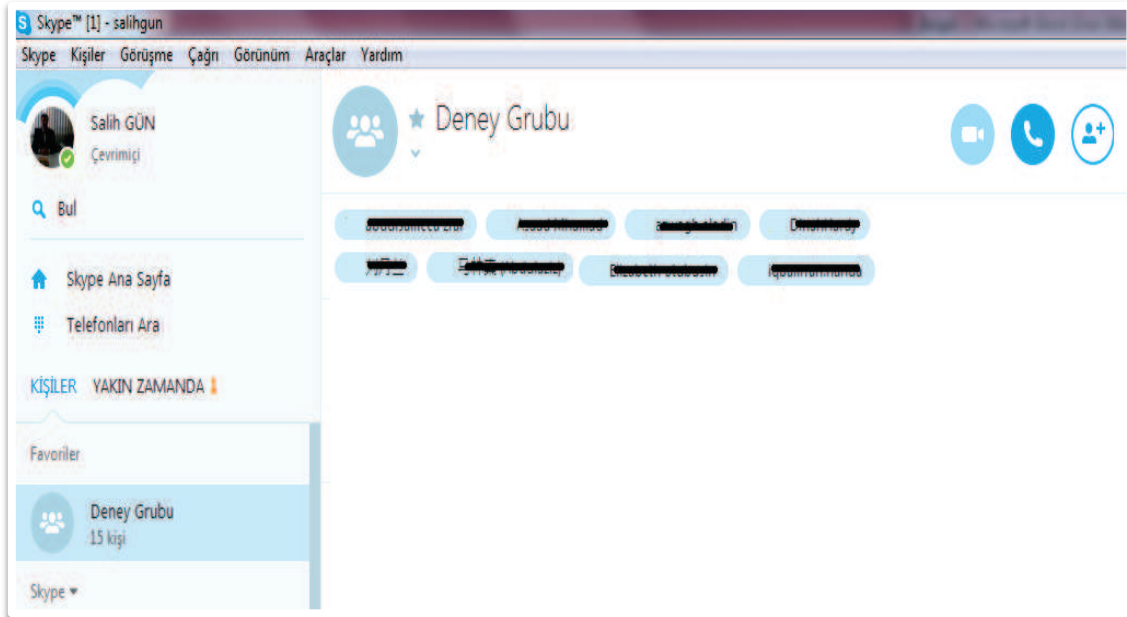 Skype™ [1] - salihgun
Skype Kişiler Görüşme Çağrı Görünüm Araçlar Yardım
Salih GÜN
Çevrimiçi
Bul
Skype Ana Sayfa
Telefonları Ara
KİŞİLER YAKIN ZAMANDA 1
Favoriler
Deney Grubu
15 kişi
Skype
Deney Grubu